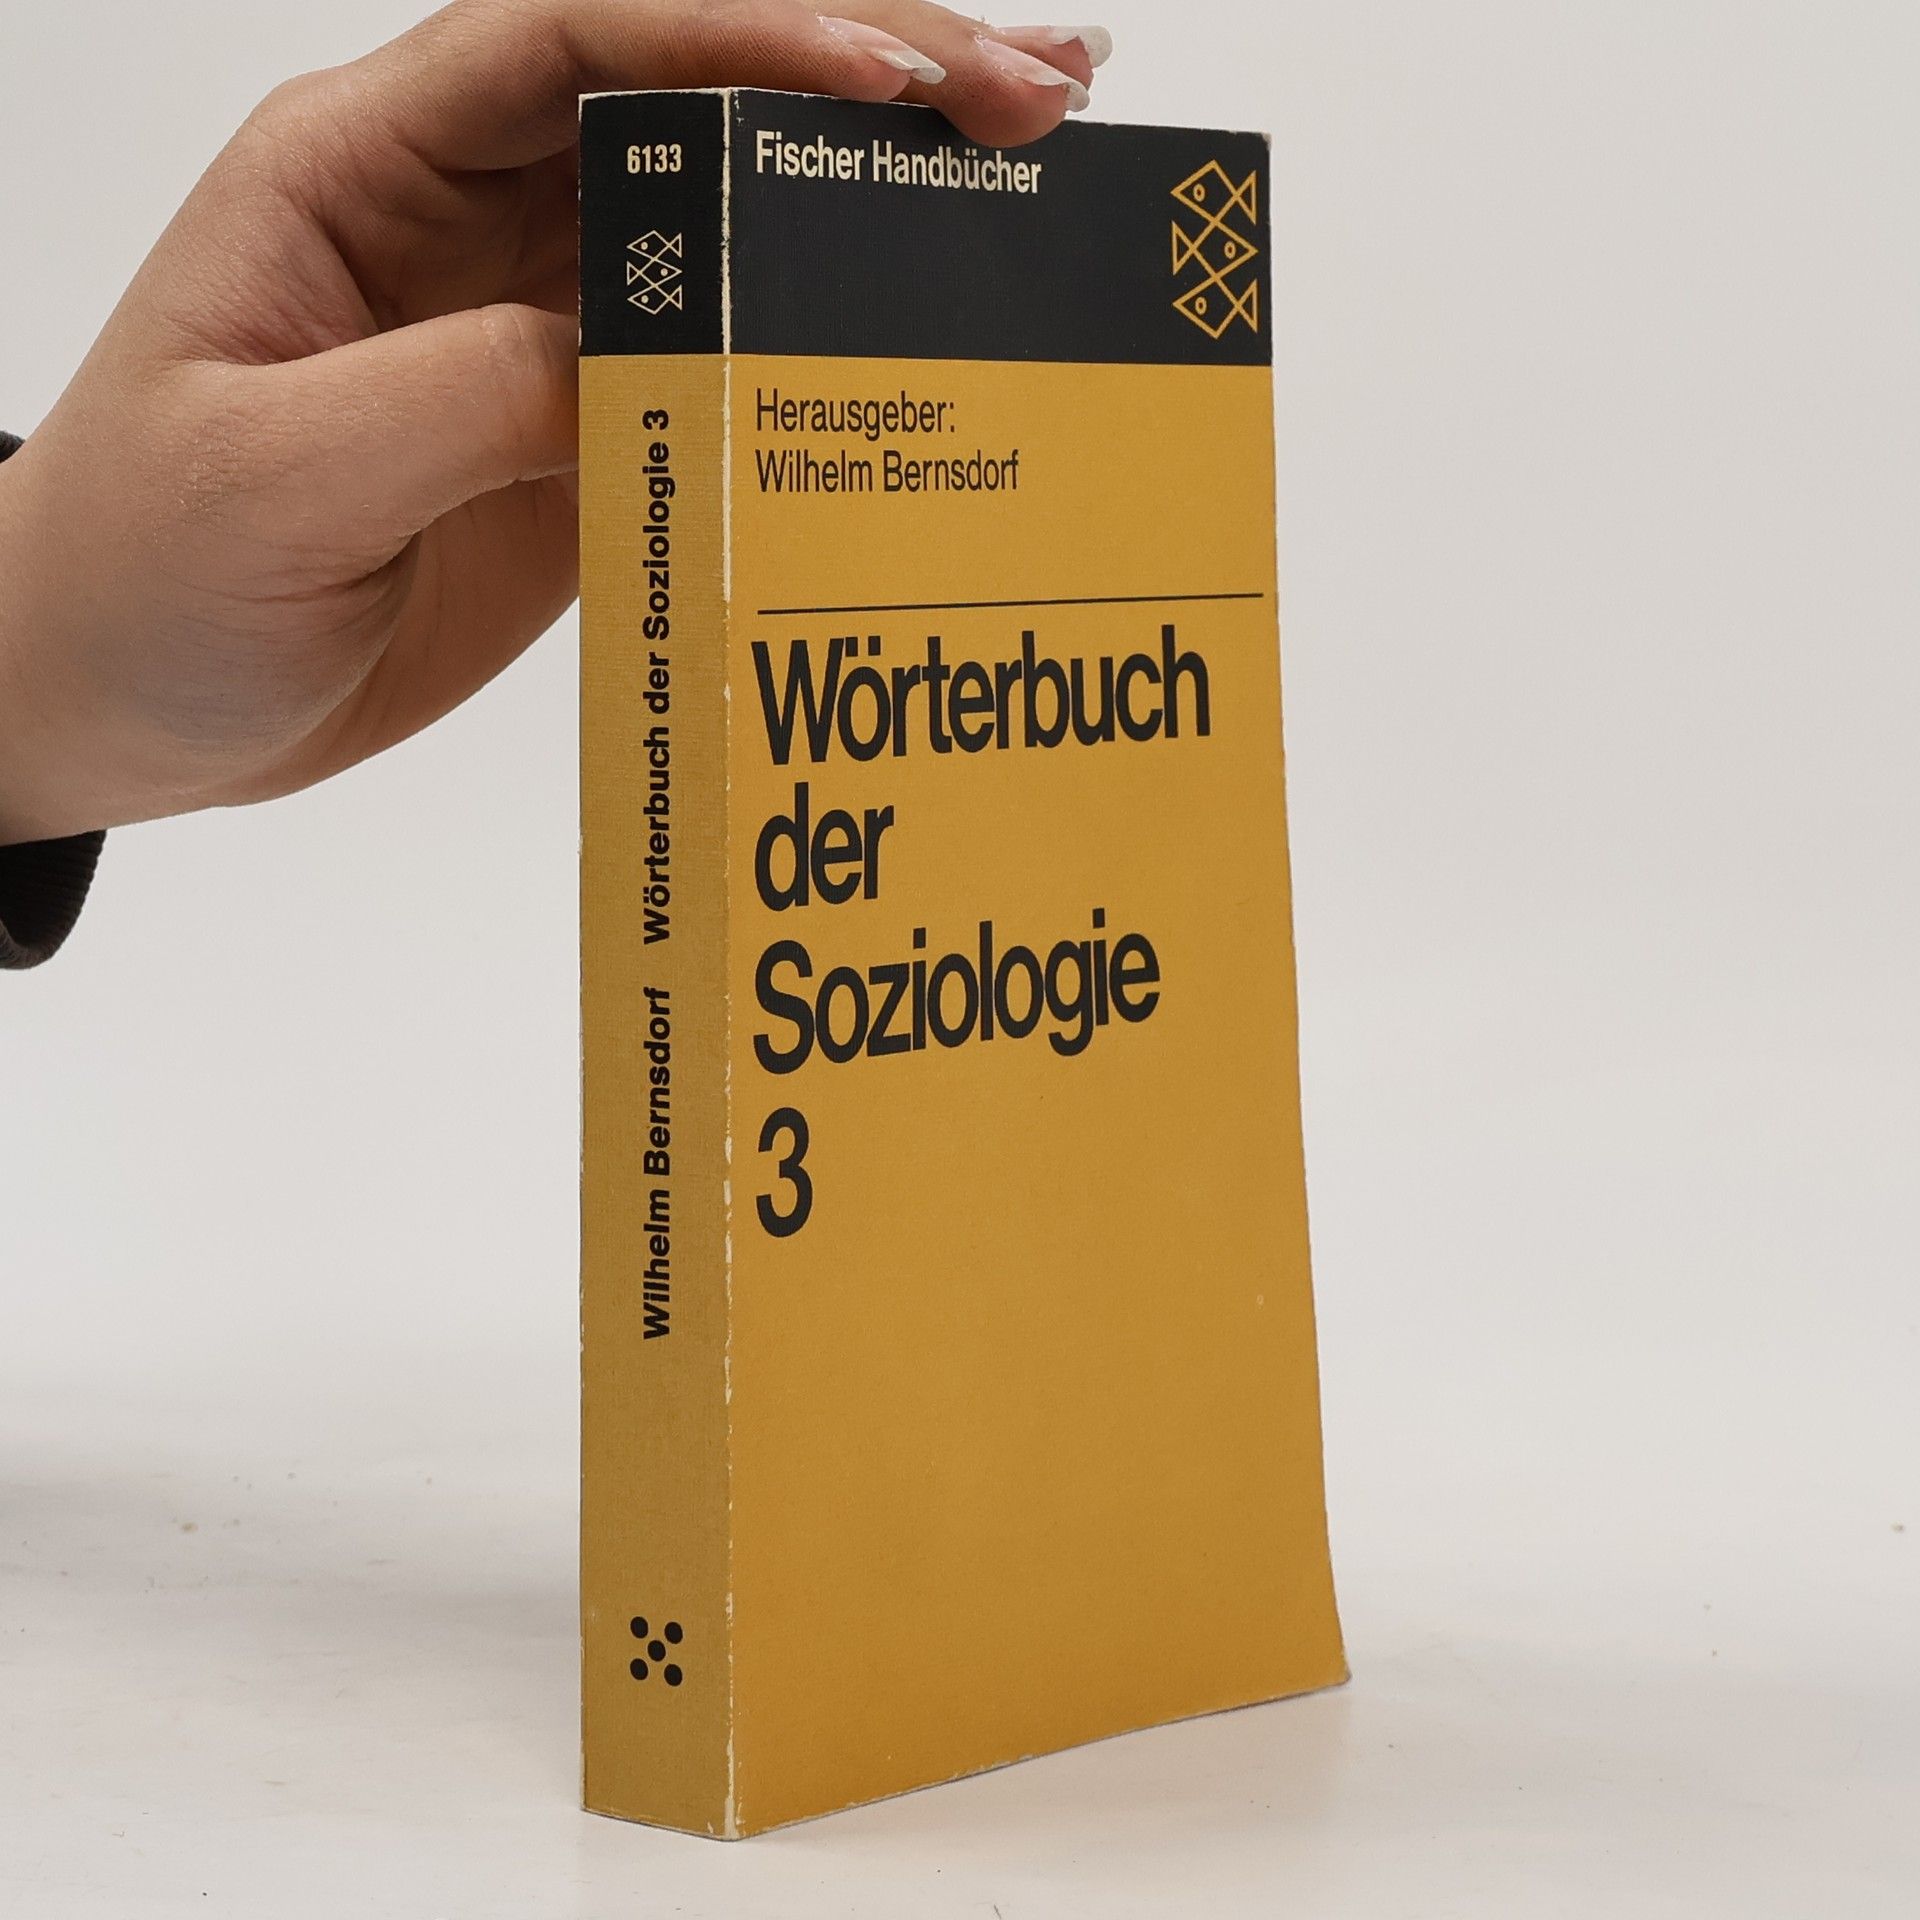 6133
Wilhelm Bernsdorf Wörterbuch der Soziologie 3
Fischer Handbücher
Herausgeber:
Wilhelm Bernsdorf
Wörterbuch
der
Soziologie
3